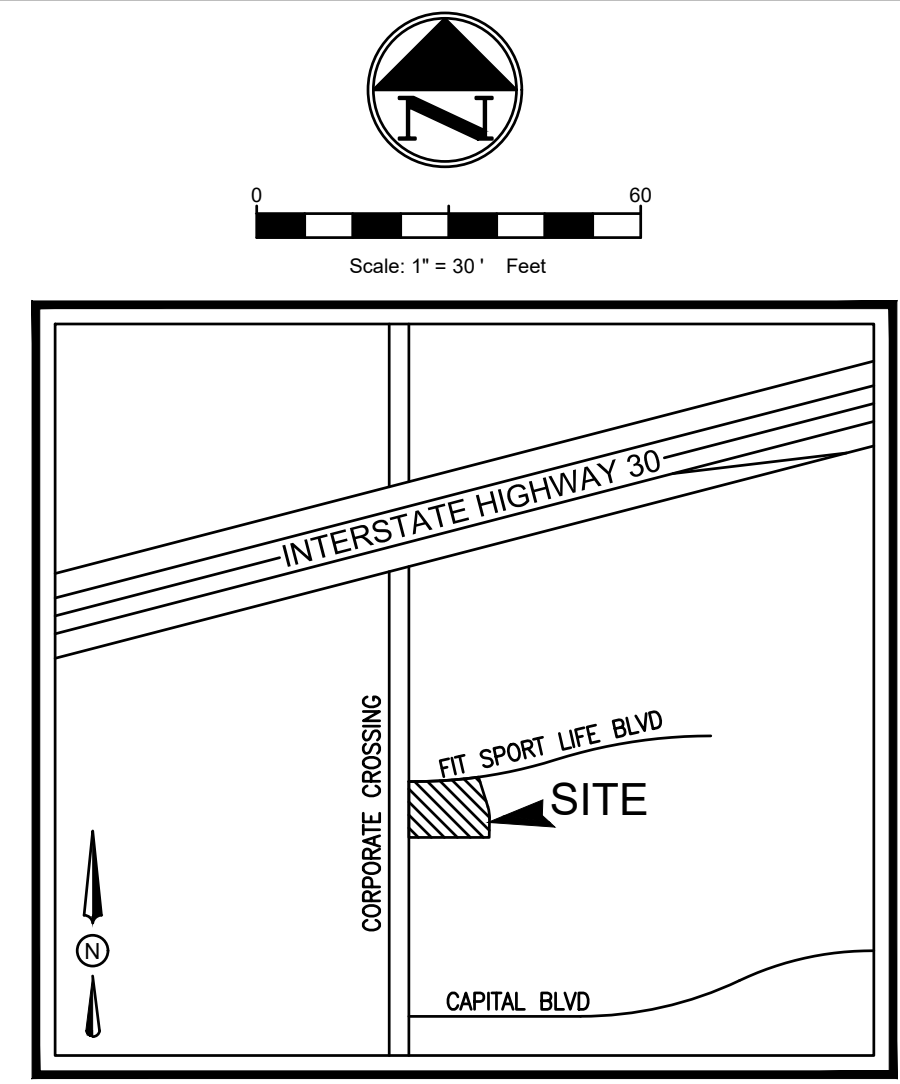 N
0 60
Scale: 1" = 30 ' Feet
INTERSTATE HIGHWAY 30
CORPORATE CROSSING
FIT SPORT LIFE BLVD
SITE
N
CAPITAL BLVD